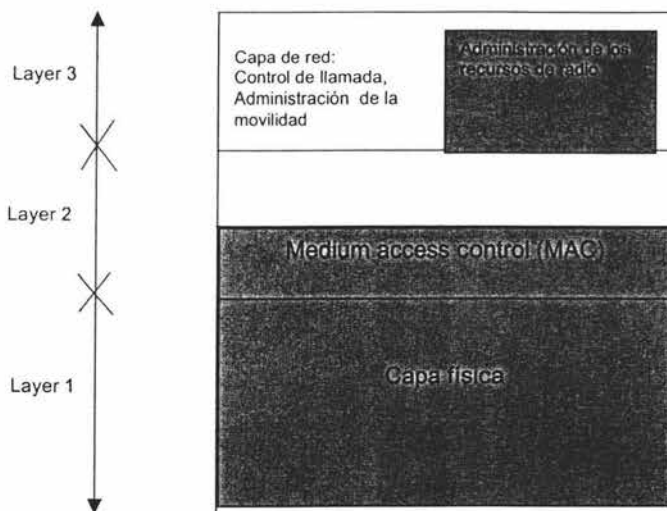 Layer 3
Capa de red:
Control de llamada,
Administración de la
movilidad
Administración de los
recursos de radio
Layer 2
Medium access control (MAC)
Layer 1
Capa física